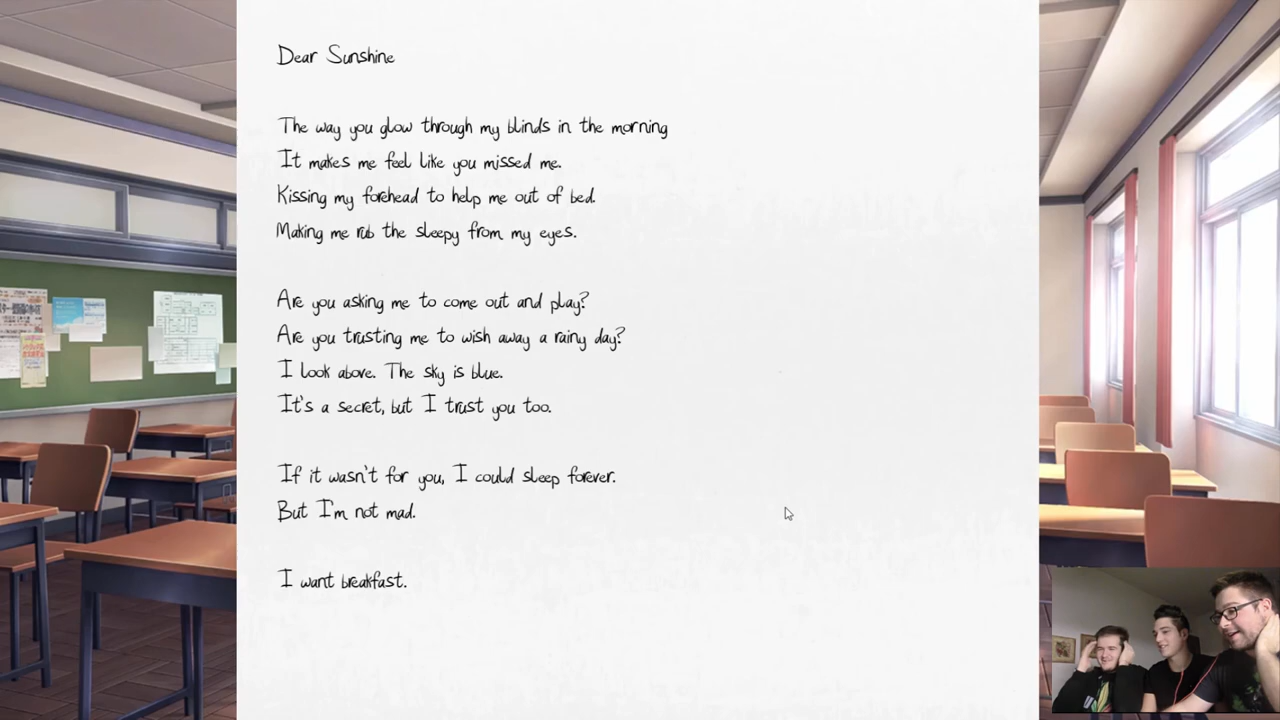 Dear Sunshine
The way you glow through my blinds in the morning
It makes me feel like you missed me.
Kissing my forehead to help me out of bed.
Making me rub the sleepy from my eyes.
Are you asking me to come out and play?
Are you trusting me to wish away a rainy day?
I look above. The sky is blue.
It's a secret, but I trust you too.
If it wasn't for you, I could sleep forever.
But I'm not mad.
I want breakfast.